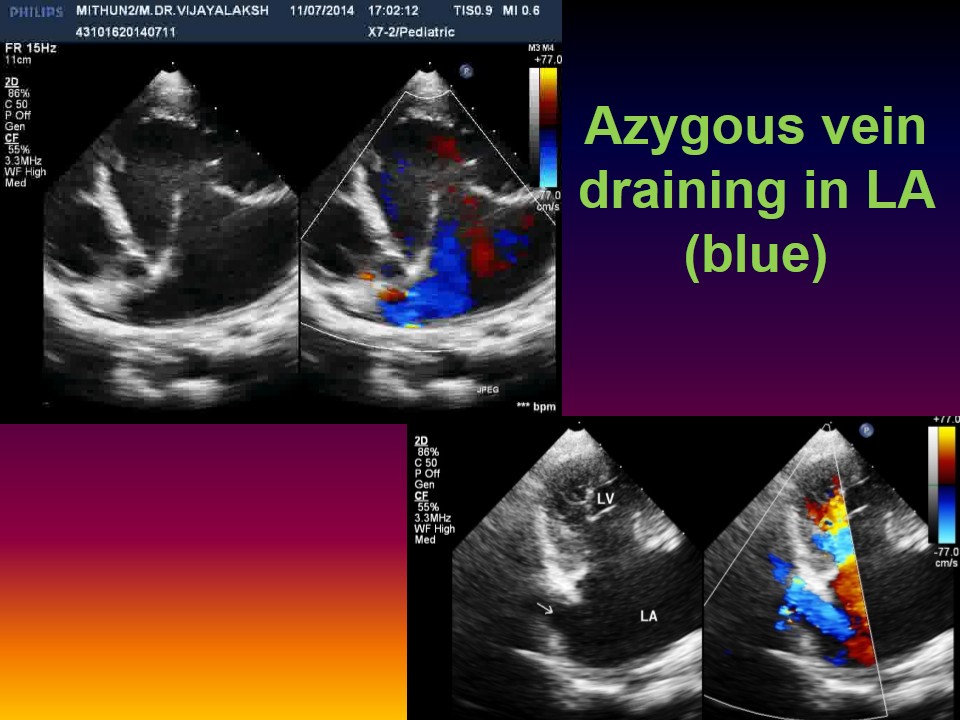 PHILIPS MITHUN2/M.DR.VIJAYALAKSH 11/07/2014 17:02:12 TIS0.9 MI 0.6
43101620140711 X7-2/Pediatric
FR 15Hz
11cm
2D
86%
C 50
P Off
Gen
CF
55%
3.3MHz
WF High
Med
P
M3 M4
+77.0
-77.0
cm/s
JPEG
*** bpm
Azygous vein
draining in LA
(blue)
2D
86%
C 50
P Off
Gen
CF
55%
3.3MHz
WF High
Med
LV
LA
P
+77.0
-77.0
cm/s